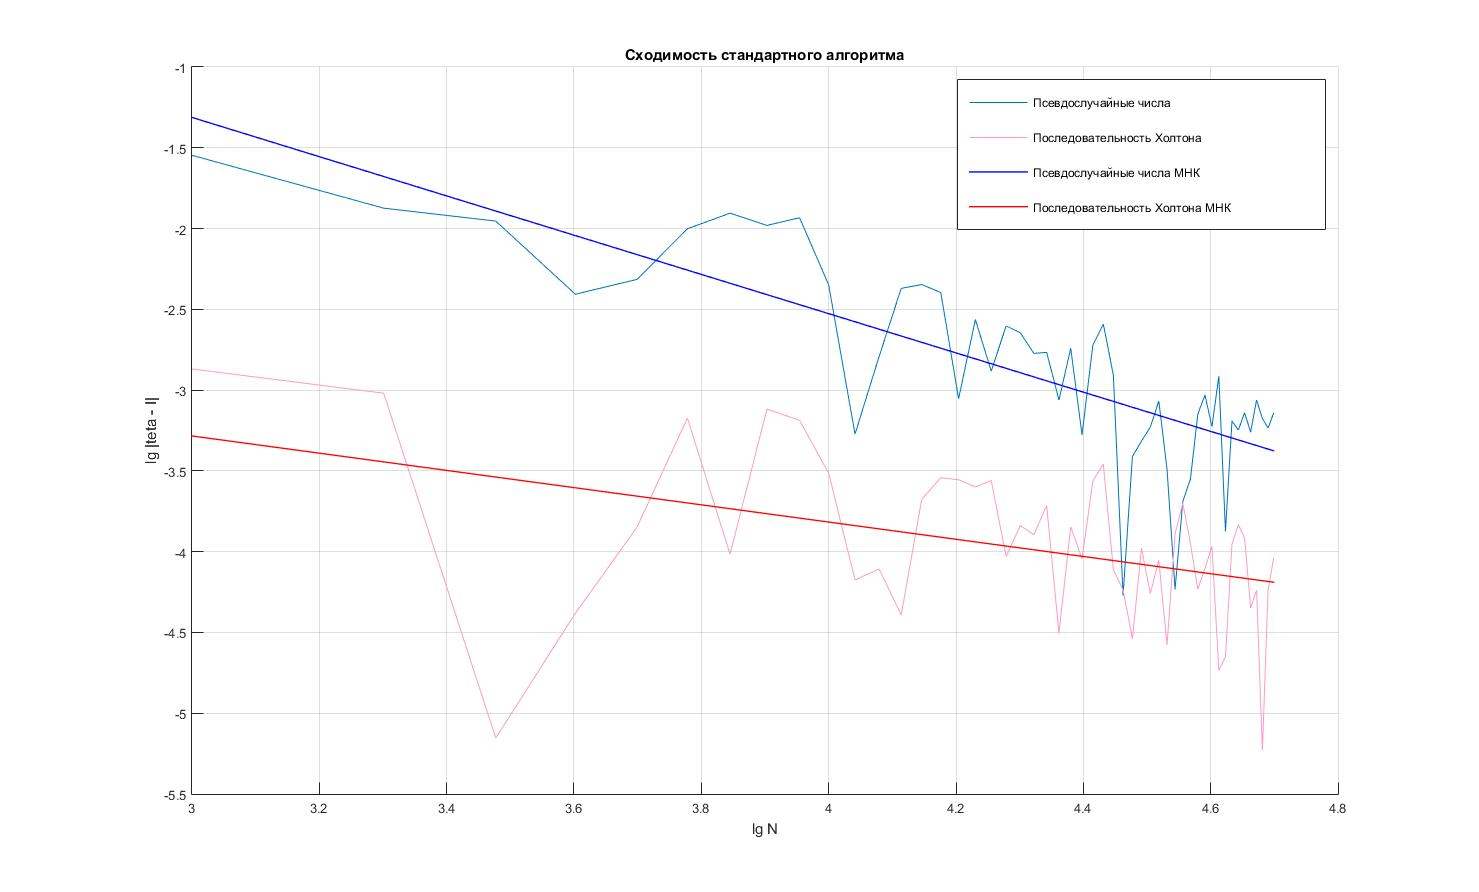 Сходимость стандартного алгоритма
Псевдослучайные числа
Последовательность Холтона
Псевдослучайные числа МНК
Последовательность Холтона МНК
lg |teta - I|
-1
-1.5
-2
-2.5
-3
-3.5
-4
-4.5
-5
-5.5
3 3.2 3.4 3.6 3.8 4 4.2 4.4 4.6 4.8
lg N